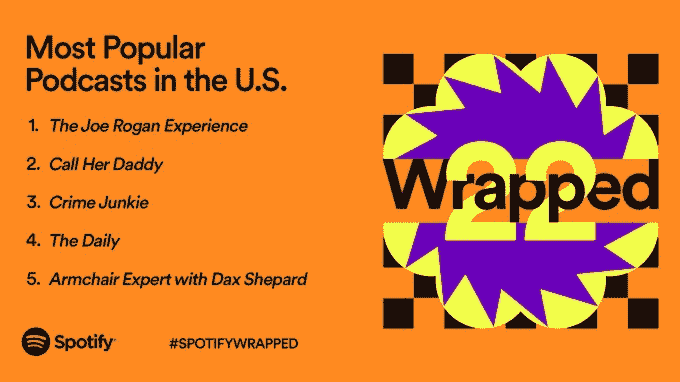 Most Popular
Podcasts in the U.S.
1. The Joe Rogan Experience
2. Call Her Daddy
3. Crime Junkie
4. The Daily
5. Armchair Expert with Dax Shepard
Spotify
#SPOTIFYWRAPPED
Wrapped
22